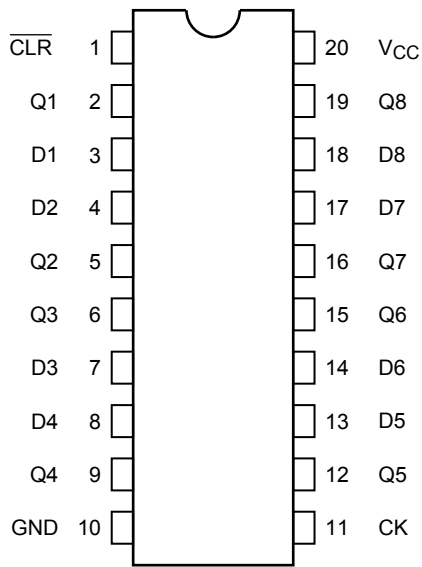 CLR 1 20 VCC
Q1 2 19 Q8
D1 3 18 D8
D2 4 17 D7
Q2 5 16 Q7
Q3 6 15 Q6
D3 7 14 D6
D4 8 13 D5
Q4 9 12 Q5
GND 10 11 CK